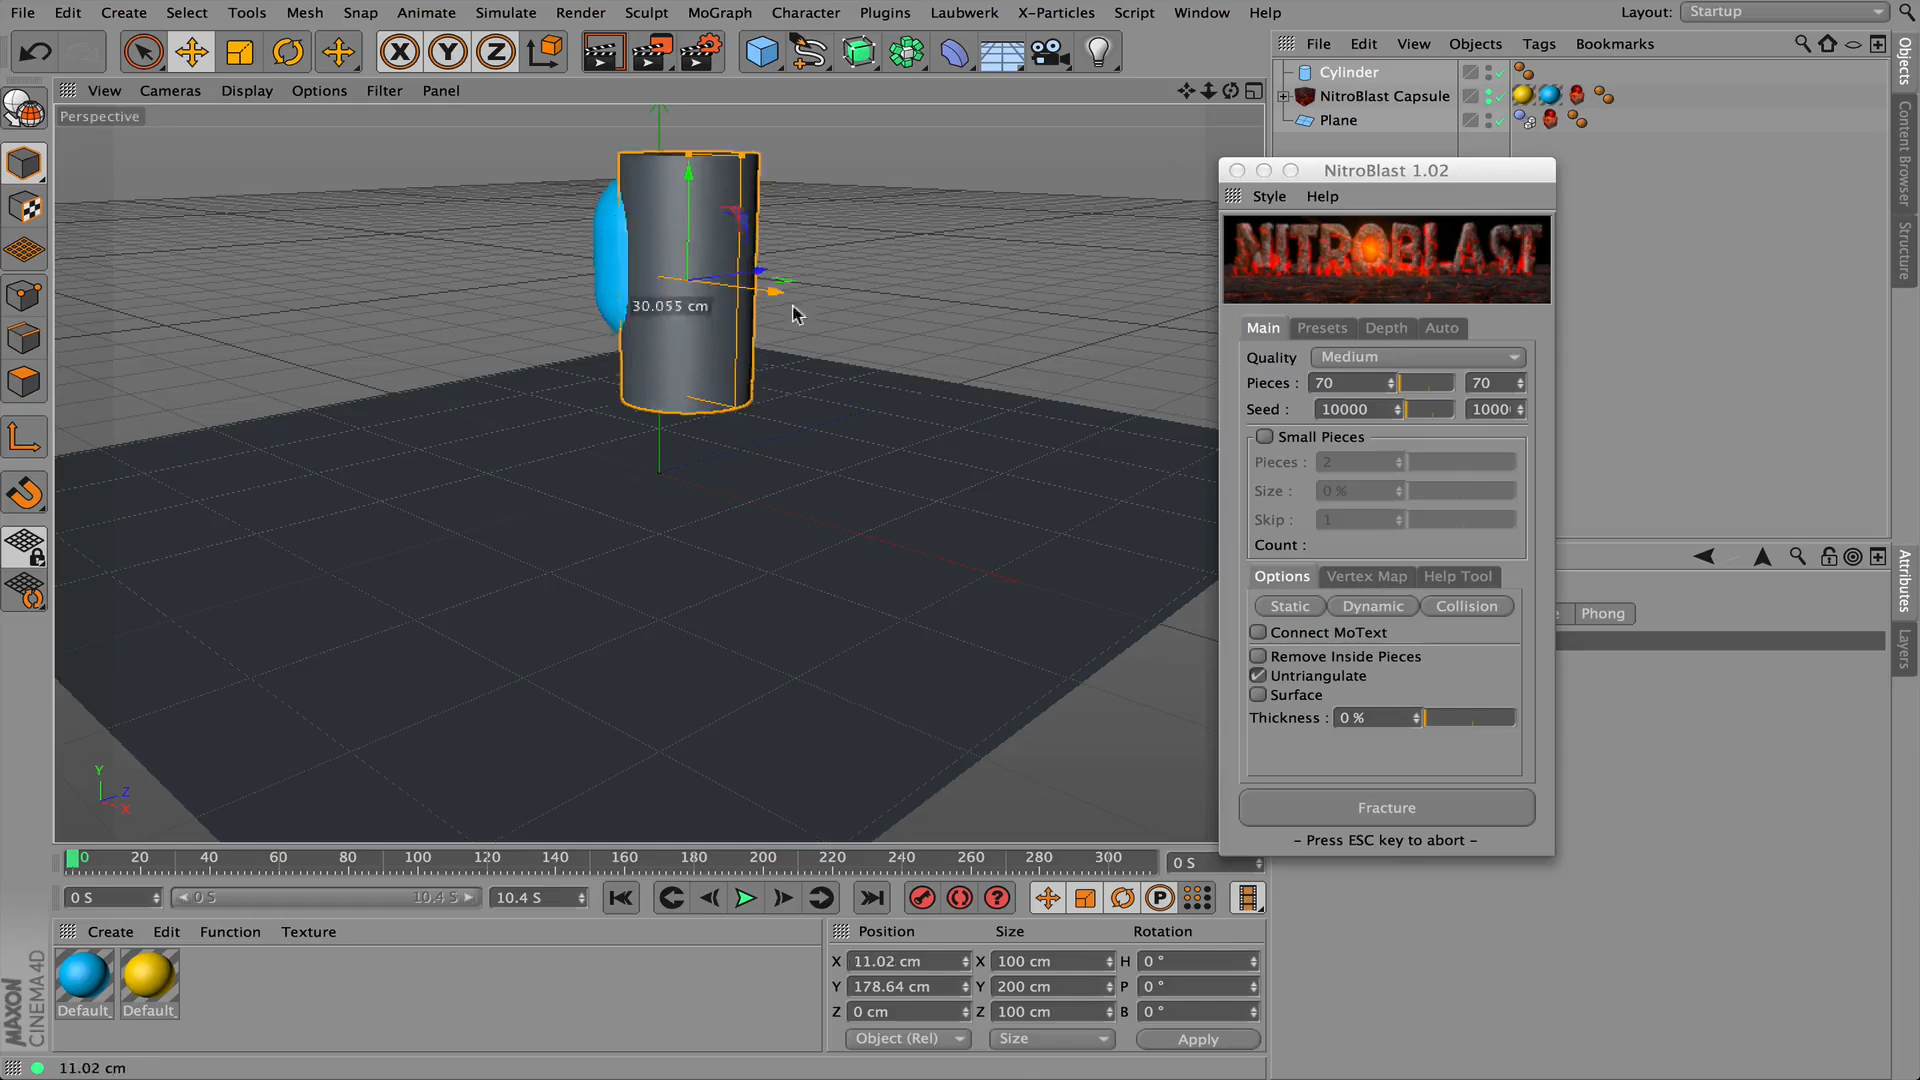 File Edit Create Select Tools Mesh Snap Animate Simulate Render Sculpt MoGraph Character Plugins Laubwerk X-Particles Script Window Help Layout: Startup
File Edit View Objects Tags Bookmarks
Cylinder
NitroBlast Capsule
Plane
Objects
Content Browser
Structure
View Cameras Display Options Filter Panel
Perspective
30.055 cm
Y
Z
X
NitroBlast 1.02
Style Help
NITROBLAST
Main Presets Depth Auto
Quality Medium
Pieces : 70 70
Seed : 10000 1000
Small Pieces
Pieces : 2
Size : 0 %
Skip : 1
Count :
Options Vertex Map Help Tool
Static Dynamic Collision
Connect MoText
Remove Inside Pieces
Untriangulate
Surface
Thickness : 0 %
Fracture
- Press ESC key to abort -
Attributes
Layers
Phong
0 20 40 60 80 100 120 140 160 180 200 220 240 260 280 300 0 S
0 S 0 S 10.4 S 10.4 S
Create Edit Function Texture
Default_ Default_
Position Size Rotation
X 11.02 cm X 100 cm H 0 °
Y 178.64 cm Y 200 cm P 0 °
Z 0 cm Z 100 cm B 0 °
Object (Rel) Size Apply
MAXON
CINEMA 4D
11.02 cm